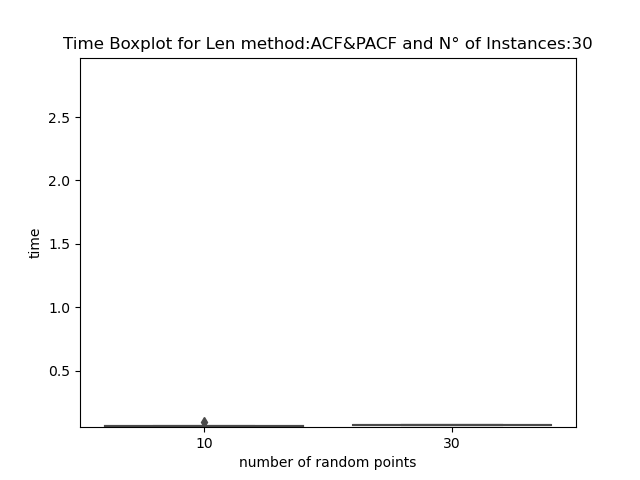 Time Boxplot for Len method:ACF&PACF and N° of Instances:30
2.5
2.0
1.5
1.0
0.5
time
10 30
number of random points